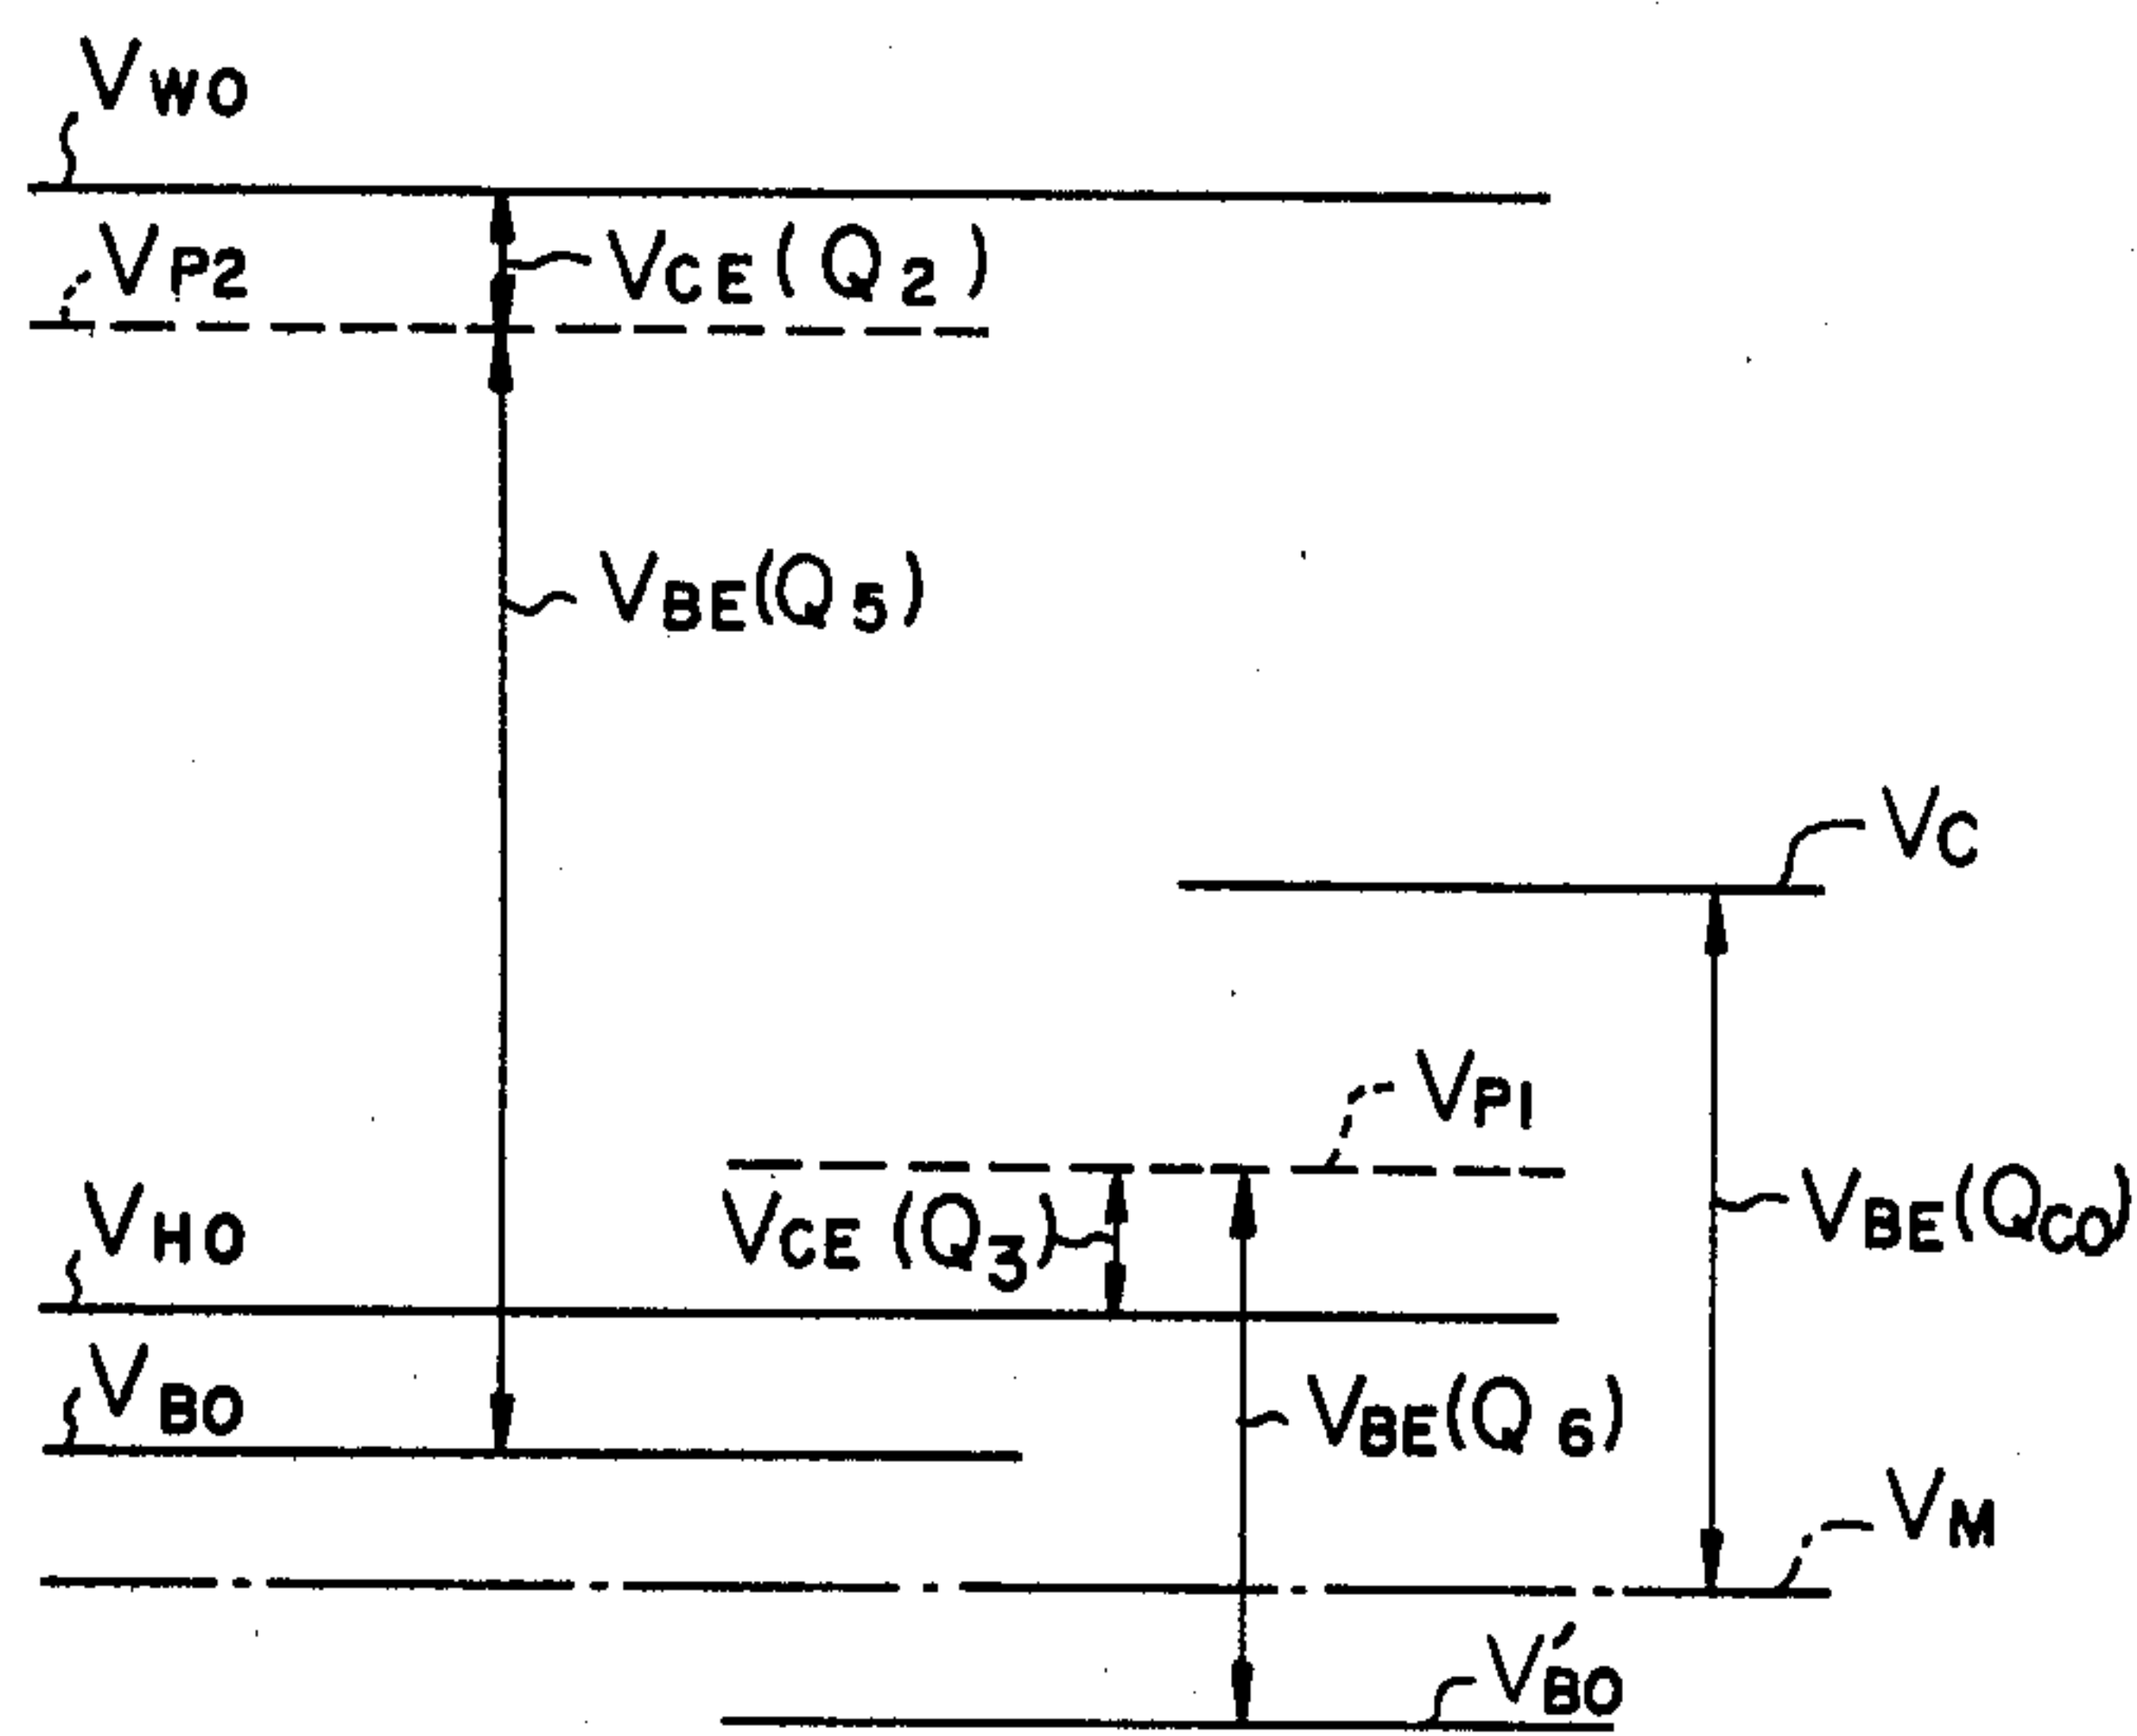 VWO
VP2
VCE(Q2)
VBE(Q5)
VC
VP1
VHO
VCE(Q3)
VBE(QCO)
VBO
VBE(Q6)
VM
V'BO